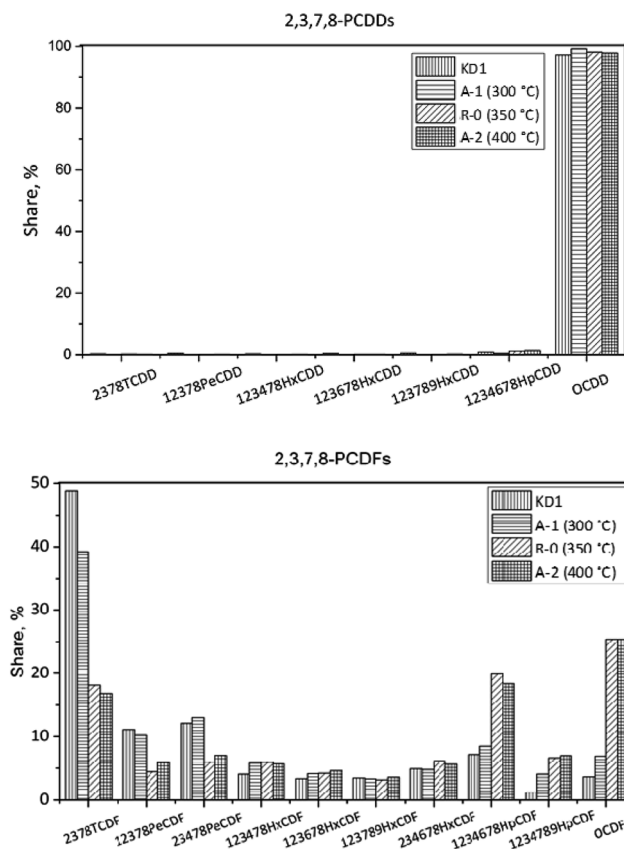 2,3,7,8-PCDDs
100
80
60
40
20
0
Share, %
KD1
A-1 (300 °C)
R-0 (350 °C)
A-2 (400 °C)
2378TCDD
12378PeCDD
123478HxCDD
123678HxCDD
123789HxCDD
1234678HpCDD
OCDD
2,3,7,8-PCDFs
50
40
30
20
10
0
Share, %
KD1
A-1 (300 °C)
R-0 (350 °C)
A-2 (400 °C)
2378TCDF
12378PeCDF
23478PeCDF
123478HxCDF
123678HxCDF
123789HxCDF
234678HxCDF
1234678HpCDF
1234789HpCDF
OCDF